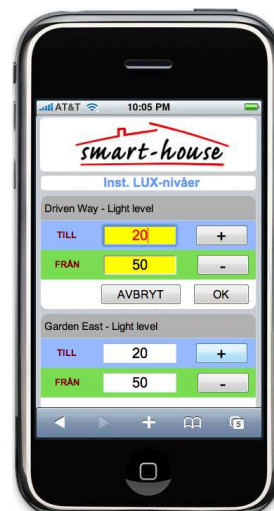 AT&T 10:05 PM
smart-house
Inst. LUX-nivåer
Driven Way - Light level
TILL 20 +
FRÅN 50 -
AVBRYT OK
Garden East - Light level
TILL 20 +
FRÅN 50 -
5